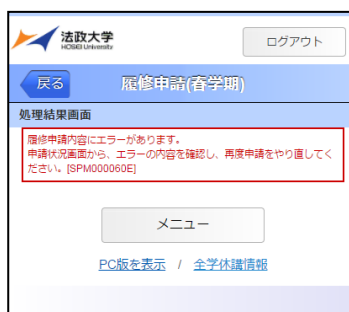 法政大学
HOSEI University
ログアウト
戻る
履修申請(春学期)
処理結果画面
履修申請内容にエラーがあります。
申請状況画面から、エラーの内容を確認し、再度申請をやり直してく
ださい。[SPM000060E]
メニュー
PC版を表示 / 全学休講情報